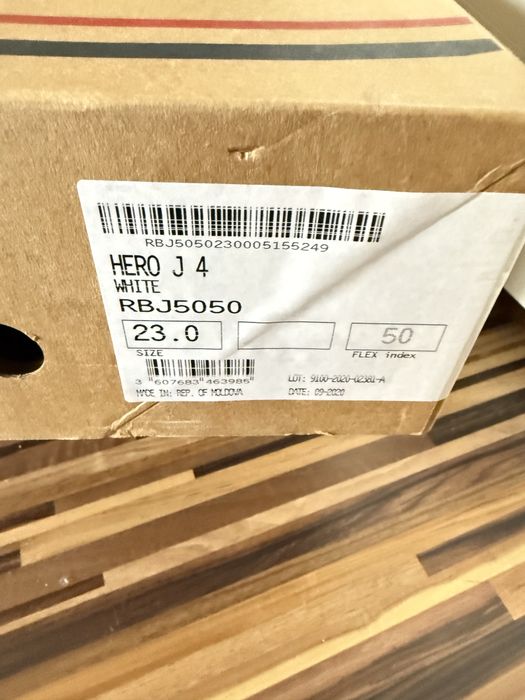 RBJ5050230005155249
HERO J 4
WHITE
RBJ5050
23.0
50
SIZE
FLEX index
3 607683 463985
LOT: 9100-2020-02381-A
MADE IN: REP. OF MOLDOVA
DATE: 09-2020